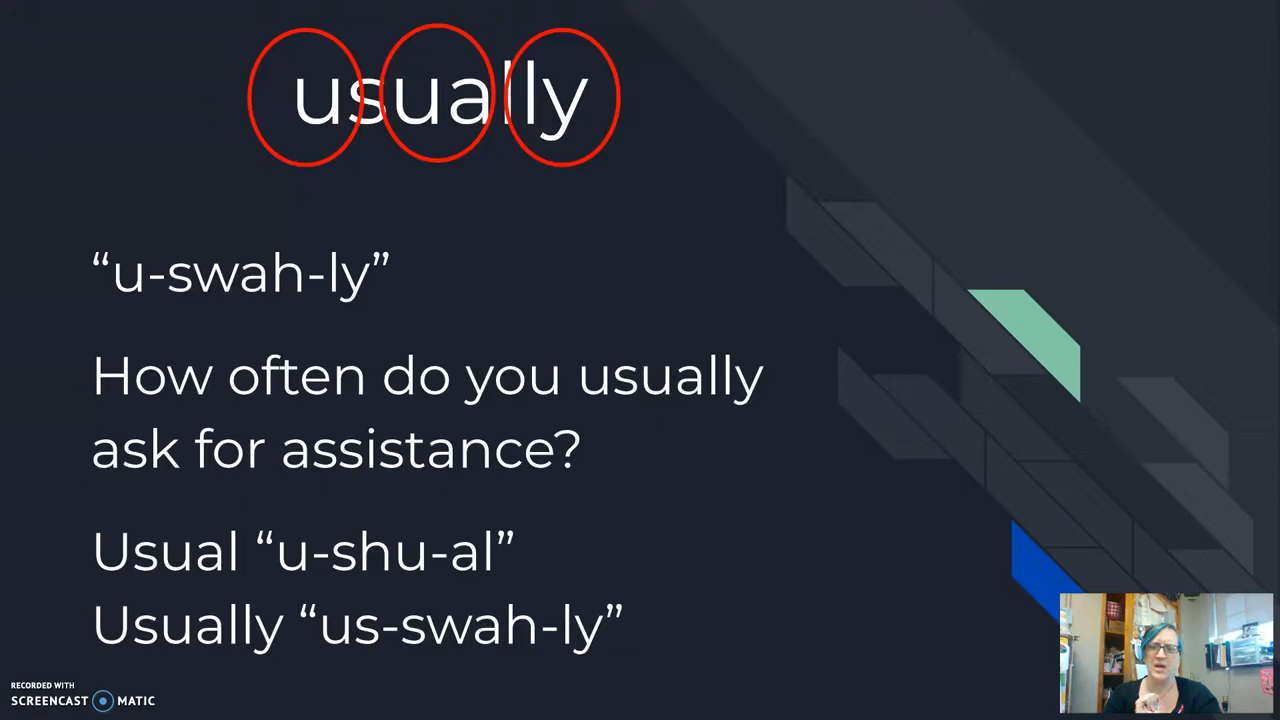 usually
“u-swah-ly”
How often do you usually
ask for assistance?
Usual “u-shu-al”
Usually “us-swah-ly”
RECORDED WITH
SCREENCAST MATIC